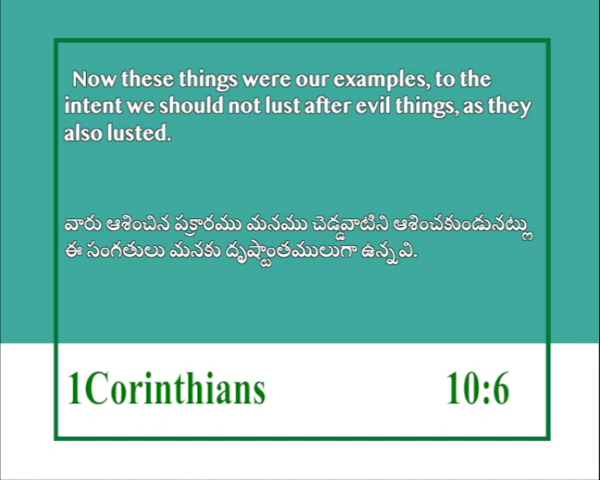 Now these things were our examples, to the
intent we should not lust after evil things, as they
also lusted.
వారు ఆశించిన ప్రకారము మనము చెడ్డవాటిని ఆశించకుండునట్లు
ఈ సంగతులు మనకు దృష్టాంతములుగా ఉన్నవి.
1Corinthians 10:6